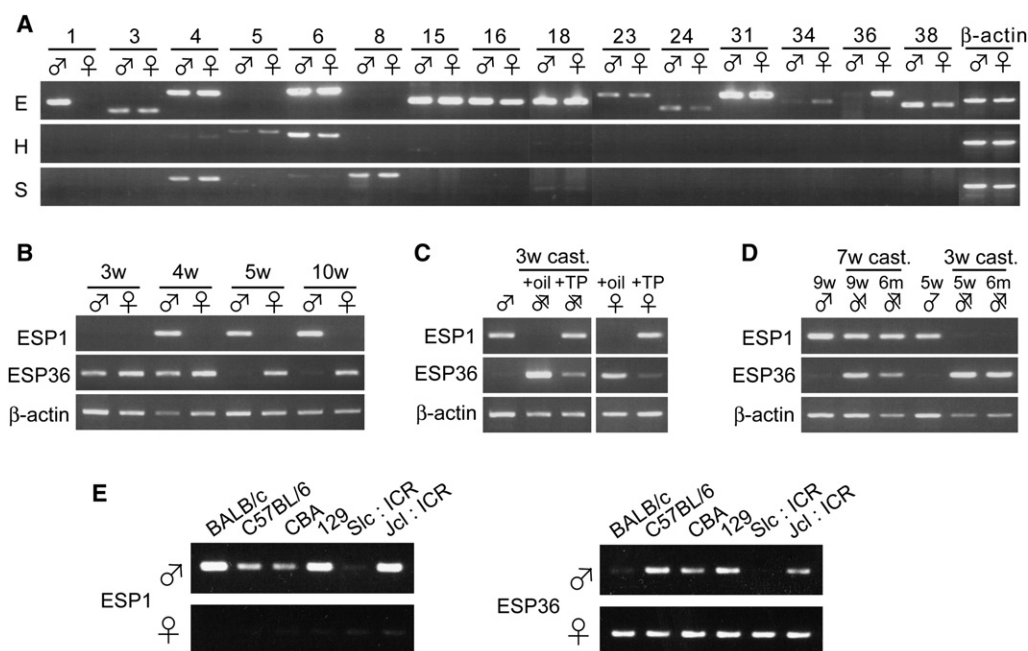 A
1 3 4 5 6 8 15 16 18 23 24 31 34 36 38 β-actin
♂ ♀ ♂ ♀ ♂ ♀ ♂ ♀ ♂ ♀ ♂ ♀ ♂ ♀ ♂ ♀ ♂ ♀ ♂ ♀ ♂ ♀ ♂ ♀ ♂ ♀ ♂ ♀ ♂ ♀ ♂ ♀
E
H
S
B
3w 4w 5w 10w
♂ ♀ ♂ ♀ ♂ ♀ ♂ ♀
ESP1
ESP36
β-actin
C
3w cast.
+oil +TP +oil +TP
♂ ♂ ♂ ♀ ♀
ESP1
ESP36
β-actin
D
7w cast. 3w cast.
9w 9w 6m 5w 5w 6m
♂ ♂ ♂ ♂ ♂ ♂
ESP1
ESP36
β-actin
E
BALB/c C57BL/6 CBA 129 Slc : ICR Jcl : ICR
♂
ESP1
♀
BALB/c C57BL/6 CBA 129 Slc : ICR Jcl : ICR
♂
ESP36
♀